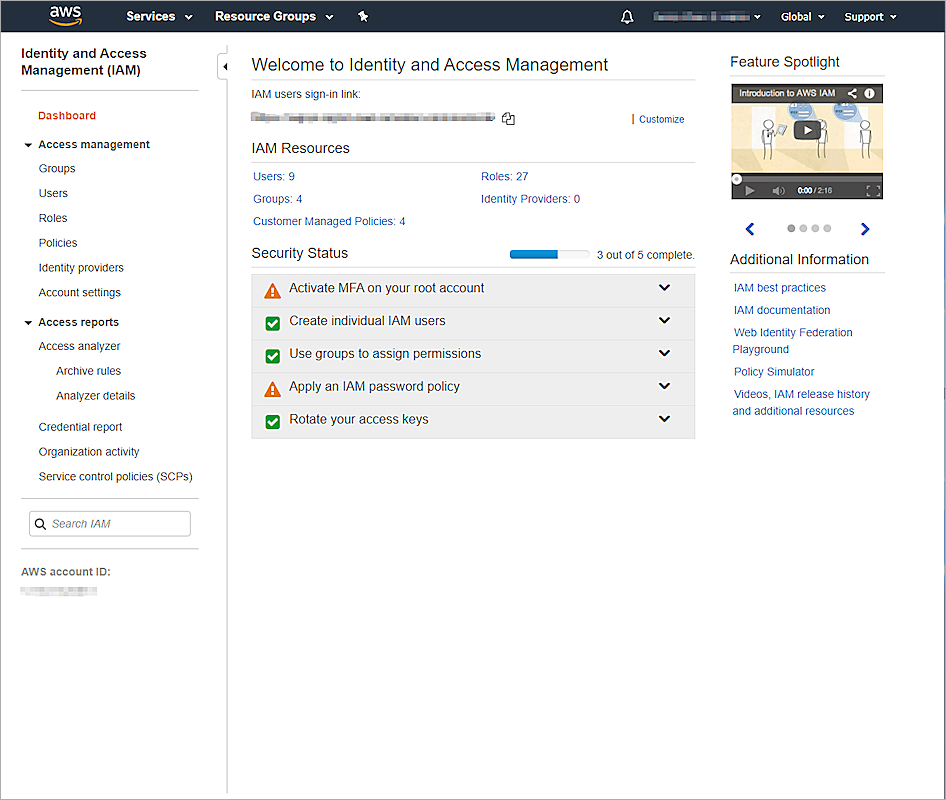 aws
Services
Resource Groups
Global
Support
Identity and Access
Management (IAM)
Dashboard
Access management
Groups
Users
Roles
Policies
Identity providers
Account settings
Access reports
Access analyzer
Archive rules
Analyzer details
Credential report
Organization activity
Service control policies (SCPs)
Search IAM
AWS account ID:
Welcome to Identity and Access Management
IAM users sign-in link:
Customize
IAM Resources
Users: 9
Roles: 27
Groups: 4
Identity Providers: 0
Customer Managed Policies: 4
Security Status
3 out of 5 complete.
Activate MFA on your root account
Create individual IAM users
Use groups to assign permissions
Apply an IAM password policy
Rotate your access keys
Feature Spotlight
Introduction to AWS IAM
0:00 / 2:16
Additional Information
IAM best practices
IAM documentation
Web Identity Federation
Playground
Policy Simulator
Videos, IAM release history
and additional resources